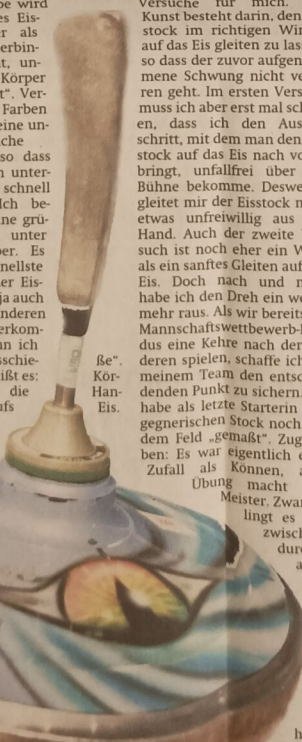 be wird
s Eis-
er als
erbin-
t, un-
Körper
t“. Ver-
Farben
eine un-
che
so dass
n unter-
schnell
Ich be-
ne grü-
unter
ber. Es
nellste
er Eis-
ja auch
nderen
erkom-
nn ich
sschie-
ißt es:
die
ufs
ße“.
Kör-
Han-
Eis.
Versuche für mich.
Kunst besteht darin, den
stock im richtigen Win
auf das Eis gleiten zu las
so dass der zuvor aufgen
mene Schwung nicht ve
ren geht. Im ersten Vers
muss ich aber erst mal sch
en, dass ich den Aus
schritt, mit dem man den
stock auf das Eis nach vo
bringt, unfallfrei über
Bühne bekomme. Deswe
gleitet mir der Eisstock n
etwas unfreiwillig aus
Hand. Auch der zweite
such ist noch eher ein W
als ein sanftes Gleiten auf
Eis. Doch nach und n
habe ich den Dreh ein we
mehr raus. Als wir bereits
Mannschaftswettbewerb-
dus eine Kehre nach der
deren spielen, schaffe ich
meinem Team den entsc
denden Punkt zu sichern.
habe als letzte Starterin
gegnerischen Stock noch
dem Feld „gemaßt“. Zug
ben: Es war eigentlich e
Zufall als Können, a
Übung macht
Meister. Zwar
lingt es
zwisch
durc
a
h